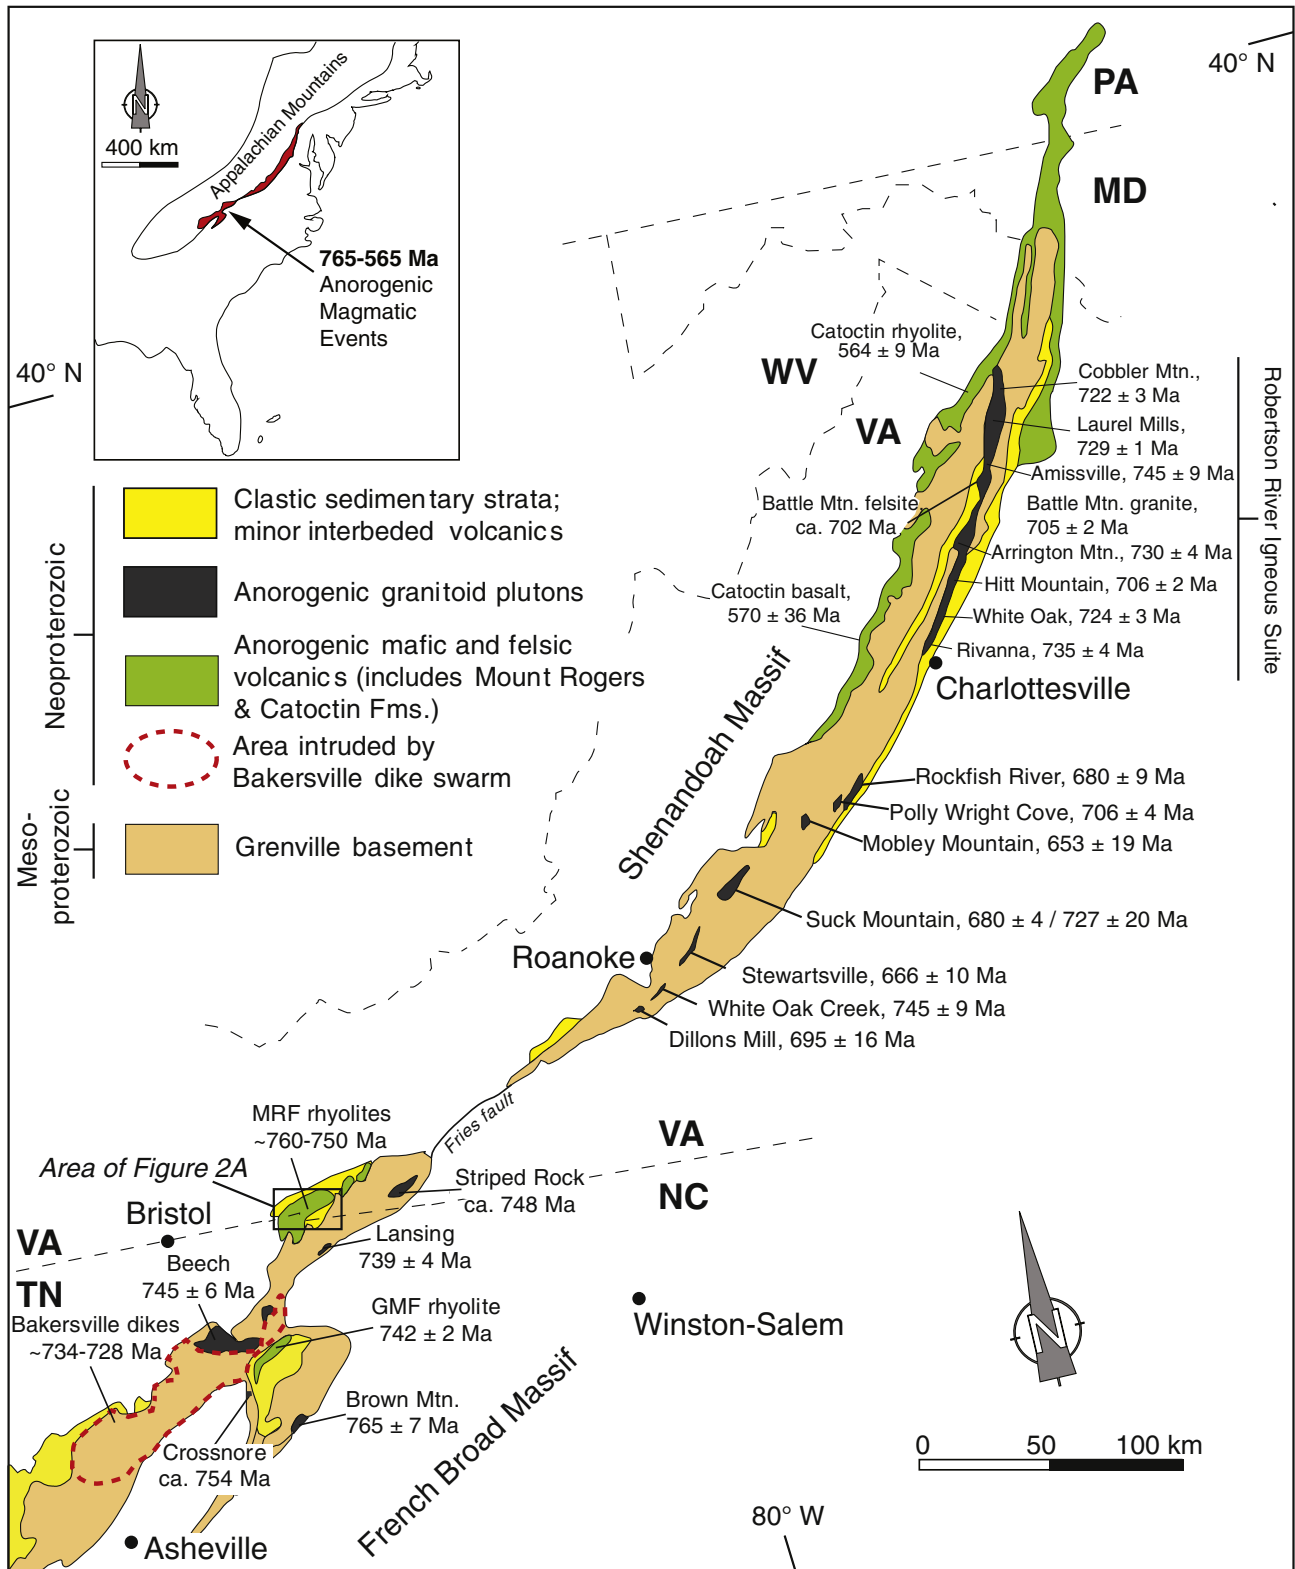 400 km
Appalachian Mountains
765-565 Ma
Anorogenic
Magmatic
Events
40° N
PA
MD
40° N
WV
VA
Catoctin rhyolite,
564 ± 9 Ma
Cobbler Mtn.,
722 ± 3 Ma
Laurel Mills,
729 ± 1 Ma
Amissville, 745 ± 9 Ma
Battle Mtn. felsite,
ca. 702 Ma
Battle Mtn. granite,
705 ± 2 Ma
Arrington Mtn., 730 ± 4 Ma
Hitt Mountain, 706 ± 2 Ma
Catoctin basalt,
570 ± 36 Ma
White Oak, 724 ± 3 Ma
Rivanna, 735 ± 4 Ma
Robertson River Igneous Suite
Charlottesville
Neoproterozoic
Clastic sedimentary strata;
minor interbeded volcanics
Anorogenic granitoid plutons
Anorogenic mafic and felsic
volcanics (includes Mount Rogers
& Catoctin Fms.)
Area intruded by
Bakersville dike swarm
Meso-
proterozoic
Grenville basement
Shenandoah Massif
Rockfish River, 680 ± 9 Ma
Polly Wright Cove, 706 ± 4 Ma
Mobley Mountain, 653 ± 19 Ma
Suck Mountain, 680 ± 4 / 727 ± 20 Ma
Roanoke
Stewartsville, 666 ± 10 Ma
White Oak Creek, 745 ± 9 Ma
Dillons Mill, 695 ± 16 Ma
Fries fault
MRF rhyolites
~760-750 Ma
Area of Figure 2A
VA
NC
Striped Rock
ca. 748 Ma
Bristol
VA
TN
Lansing
739 ± 4 Ma
Beech
745 ± 6 Ma
GMF rhyolite
742 ± 2 Ma
Winston-Salem
Bakersville dikes
~734-728 Ma
Brown Mtn.
765 ± 7 Ma
Crossnore
ca. 754 Ma
French Broad Massif
Asheville
N
0 50 100 km
80° W